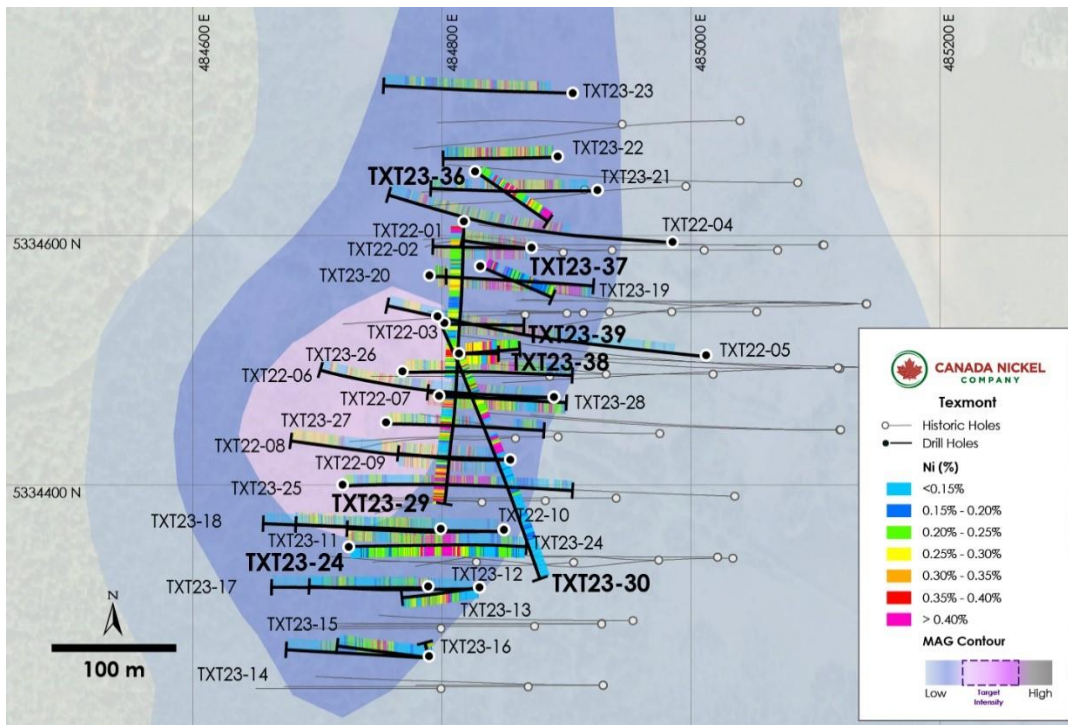 484600 E
484800 E
485000 E
485200 E
TXT23-23
TXT23-22
TXT23-36
TXT23-21
TXT22-01
TXT22-04
5334600 N
TXT22-02
TXT23-37
TXT23-20
TXT23-19
TXT22-03
TXT23-39
TXT22-05
TXT23-26
TXT23-38
TXT22-06
TXT22-07
TXT23-28
TXT23-27
TXT22-08
TXT22-09
5334400 N
TXT23-25
TXT23-29
TXT23-18
TXT22-10
TXT23-11
TXT23-24
TXT23-24
TXT23-12
TXT23-30
TXT23-17
TXT23-13
TXT23-15
TXT23-16
TXT23-14
N
100 m
CANADA NICKEL
COMPANY
Texmont
Historic Holes
Drill Holes
Ni (%)
<0.15%
0.15% - 0.20%
0.20% - 0.25%
0.25% - 0.30%
0.30% - 0.35%
0.35% - 0.40%
> 0.40%
MAG Contour
Low
Target
Intensity
High